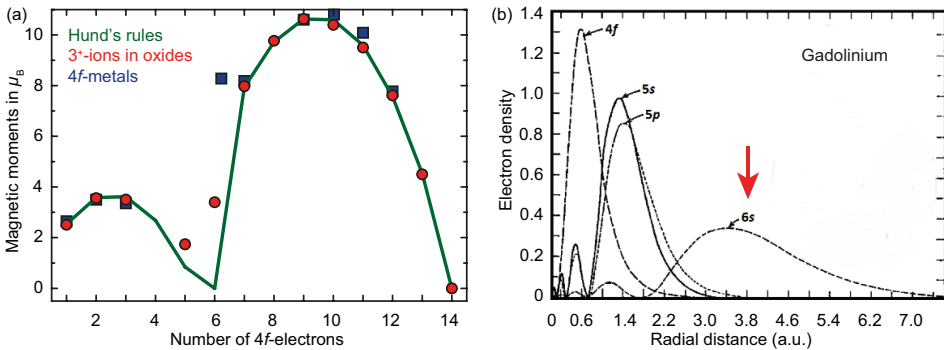 (a)
Magnetic moments in μB
10
8
6
4
2
0
Hund's rules
3+-ions in oxides
4f-metals
2 4 6 8 10 12 14
Number of 4f-electrons
(b)
Electron density
1.4
1.2
1.0
0.8
0.6
0.4
0.2
0
4f
Gadolinium
5s
5p
6s
0 0.6 1.4 2.2 3.0 3.8 4.6 5.4 6.2 7.0
Radial distance (a.u.)